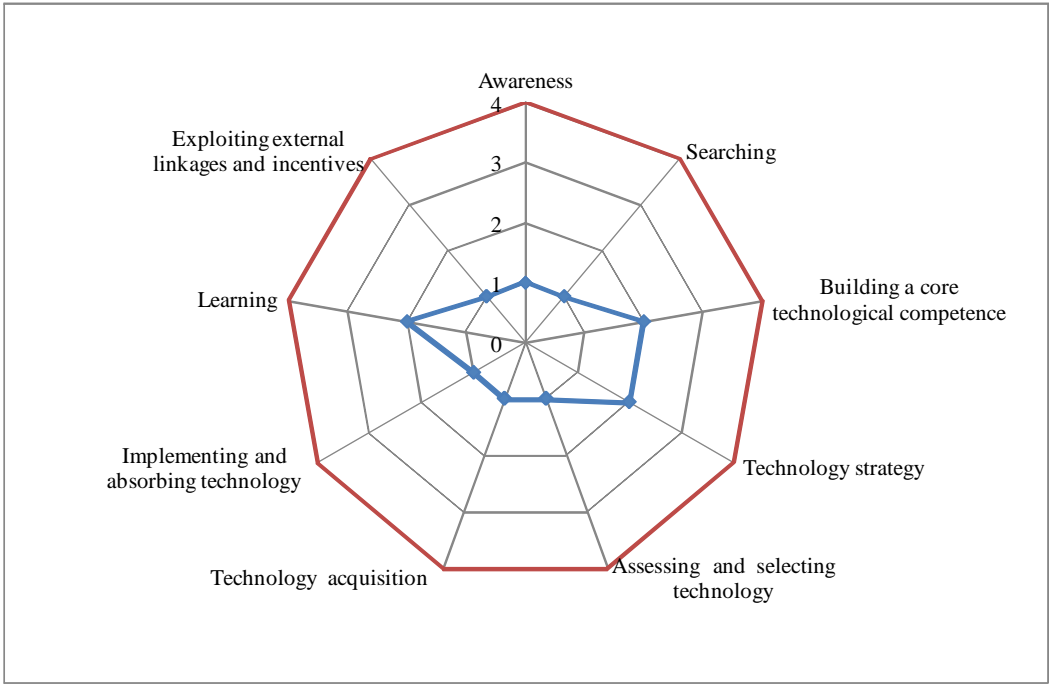 Awareness
4
Exploiting external
linkages and incentives
Searching
3
2
1
0
Learning
Building a core
technological competence
Implementing and
absorbing technology
Technology strategy
Technology acquisition
Assessing and selecting
technology